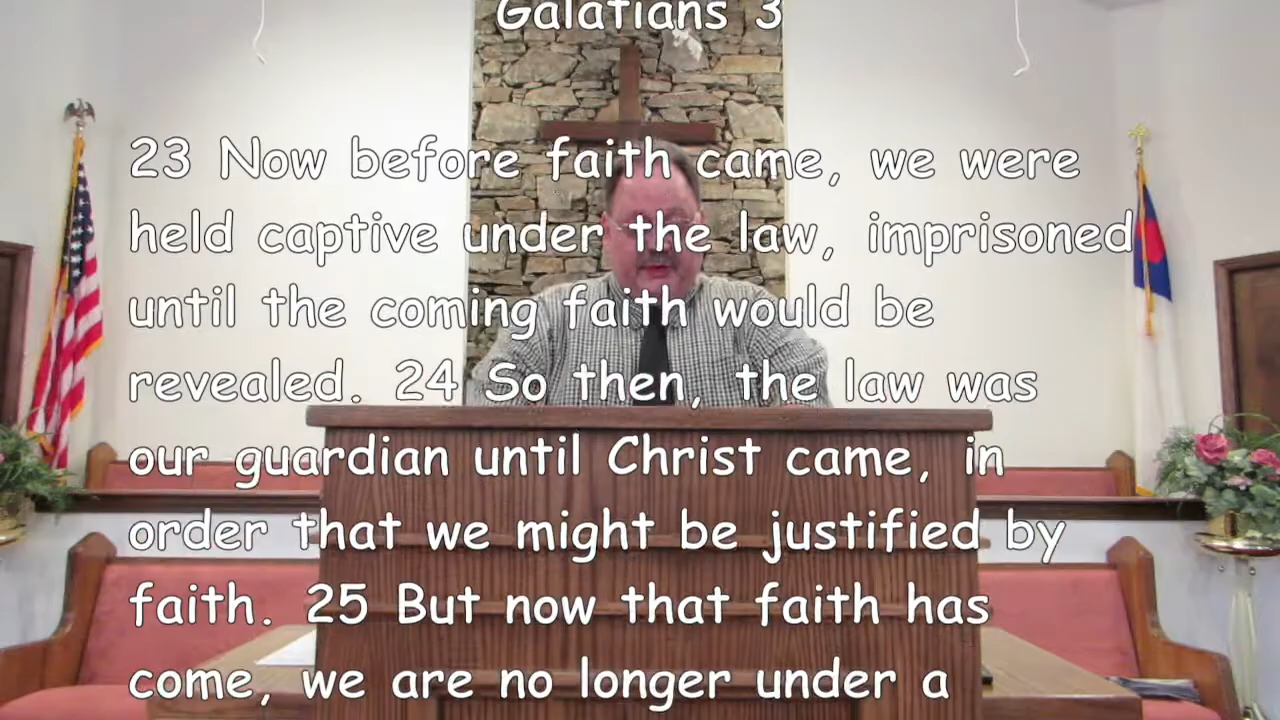 Galatians 3
23 Now before faith came, we were
held captive under the law, imprisoned
until the coming faith would be
revealed. 24 So then, the law was
our guardian until Christ came, in
order that we might be justified by
faith. 25 But now that faith has
come, we are no longer under a